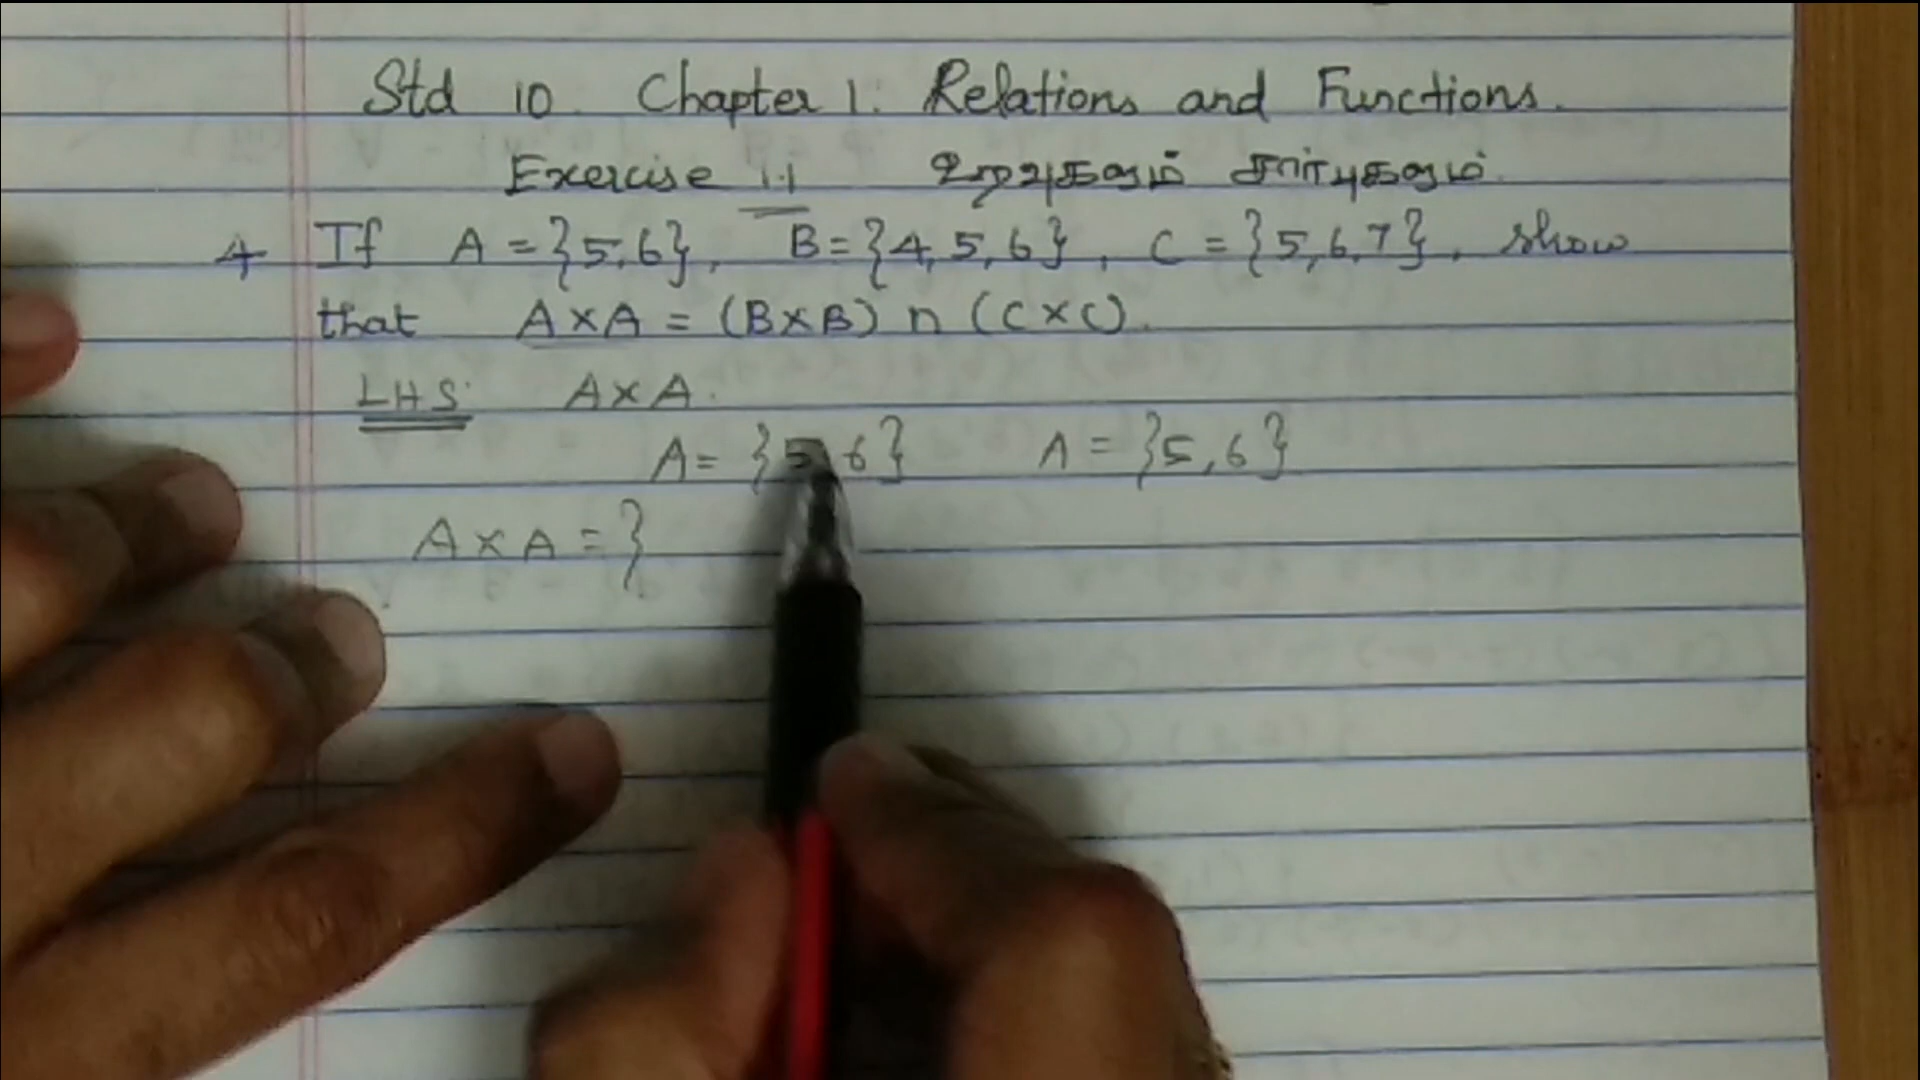 Std 10. Chapter 1. Relations and Functions.
Exercise 1.1 உறவுகளும் சார்புகளும்.
4 If A = {5,6}, B = {4,5,6}, C = {5,6,7}, show
that A×A = (B×B) ∩ (C×C).
LHS. A×A.
A = {5,6} A = {5,6}
A×A = {